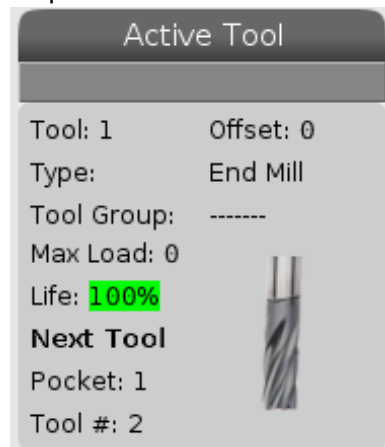 Active Tool
Tool: 1 Offset: 0
Type: End Mill
Tool Group: -------
Max Load: 0
Life: 100%
Next Tool
Pocket: 1
Tool #: 2